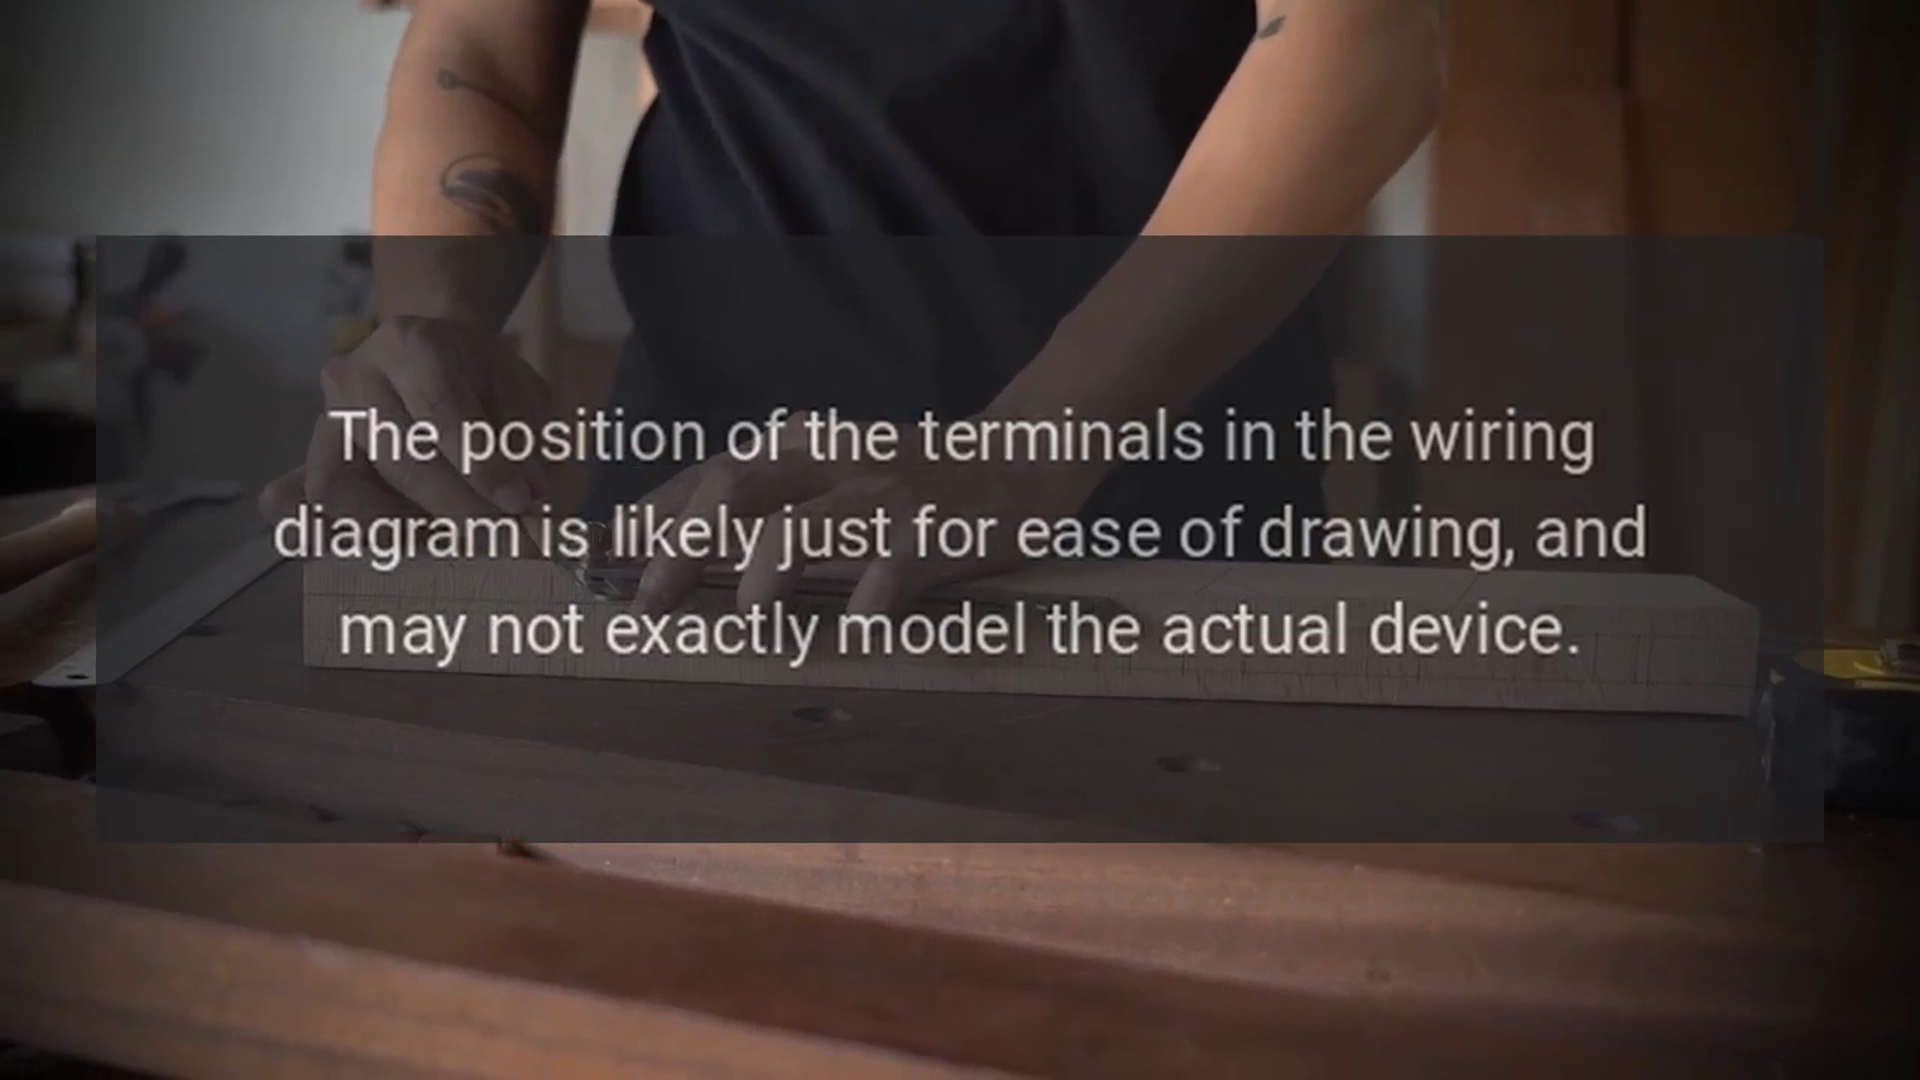 The position of the terminals in the wiring
diagram is likely just for ease of drawing, and
may not exactly model the actual device.